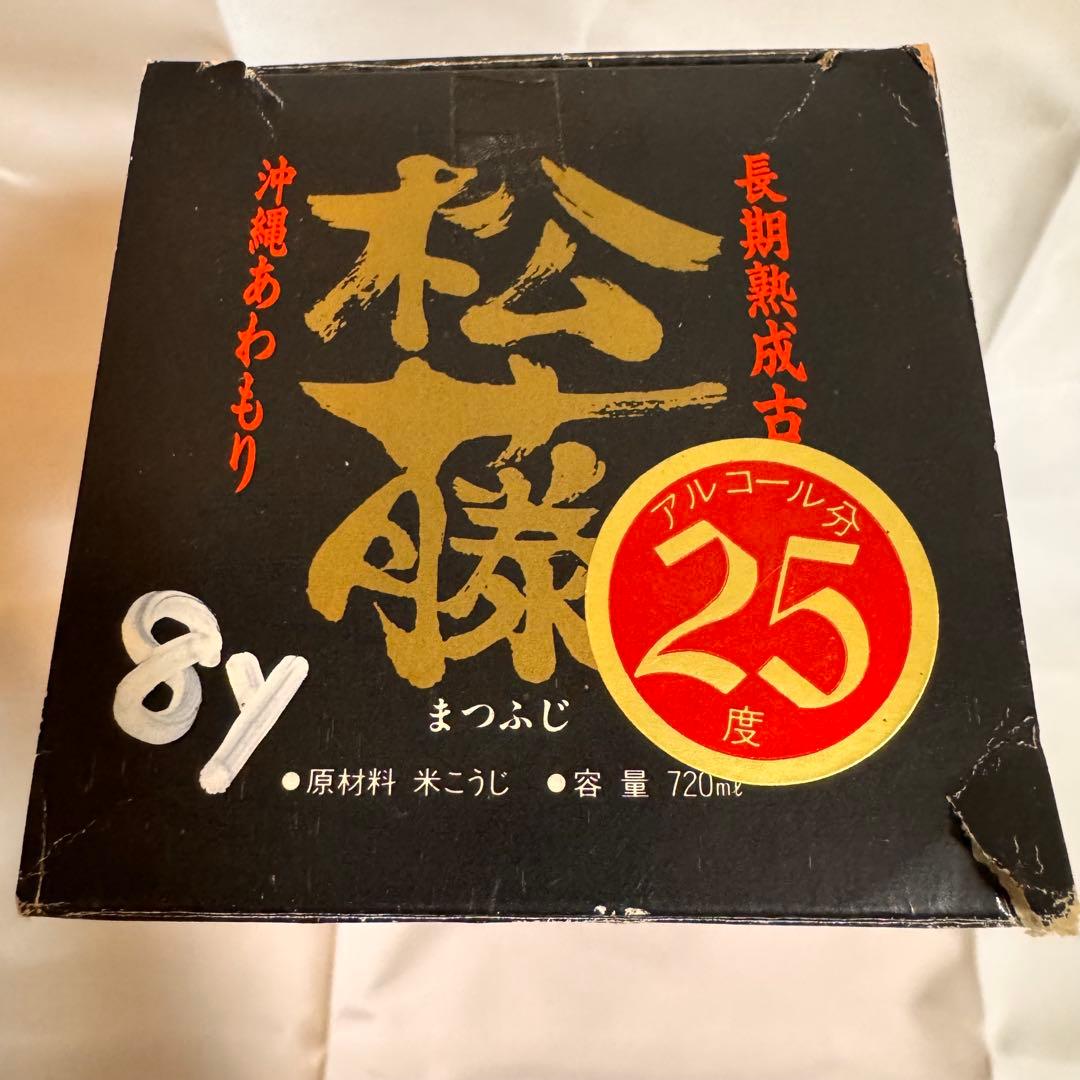 長期熟成古
松藤
沖縄あわもり
まつふじ
アルコール分
25
度
8y
●原材料 米こうじ ●容量 720ml